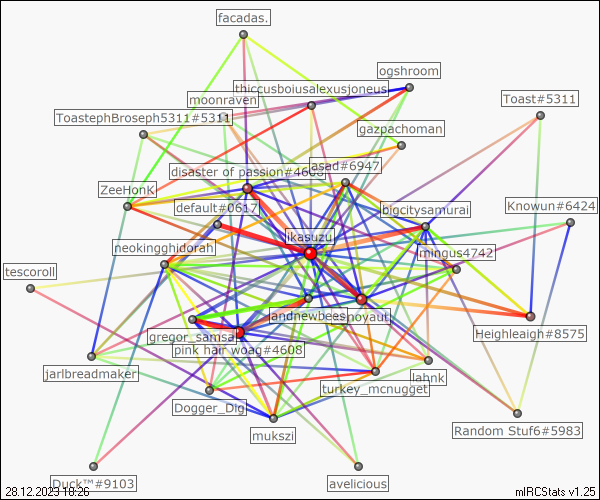 facadas.
ogshroom
thiccusboiusalexusjoneus
moonraven
Toast#5311
ToastephBroseph5311#5311
gazpachoman
asad#6947
disaster of passion#4608
ZeeHonK
default#0617
bigcitysamurai
Knowun#6424
ikasuzu
neokingghidorah
mingus4742
tescoroll
andnewbees
noyaut
gregor_samsa
Heighleaigh#8575
pink hair woag#4608
jarlbreadmaker
llahnk
turkey_mcnugget
Dogger_Dig
Random Stuf6#5983
mukszi
Duck™#9103
avelicious
28.12.2023 18:26
mIRCStats v1.25